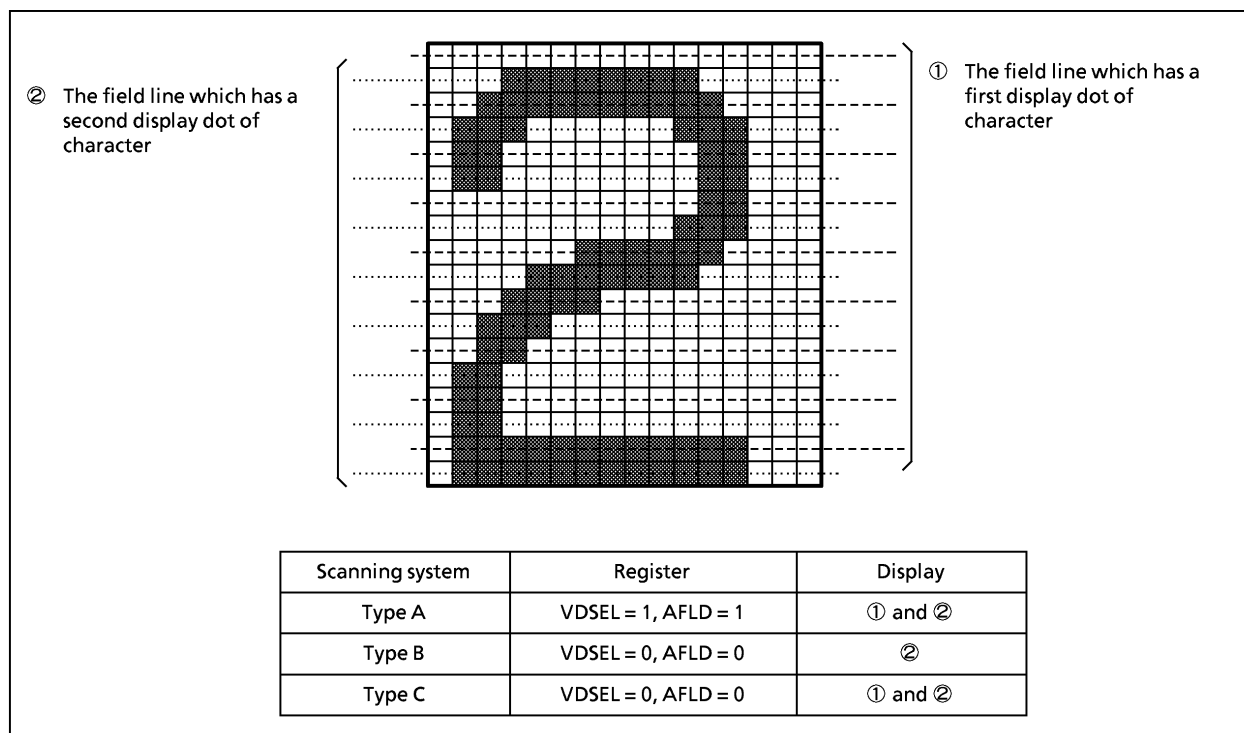 ② The field line which has a
second display dot of
character
① The field line which has a
first display dot of
character
Scanning system Register Display
Type A VDSEL = 1, AFLD = 1 ① and ②
Type B VDSEL = 0, AFLD = 0 ②
Type C VDSEL = 0, AFLD = 0 ① and ②